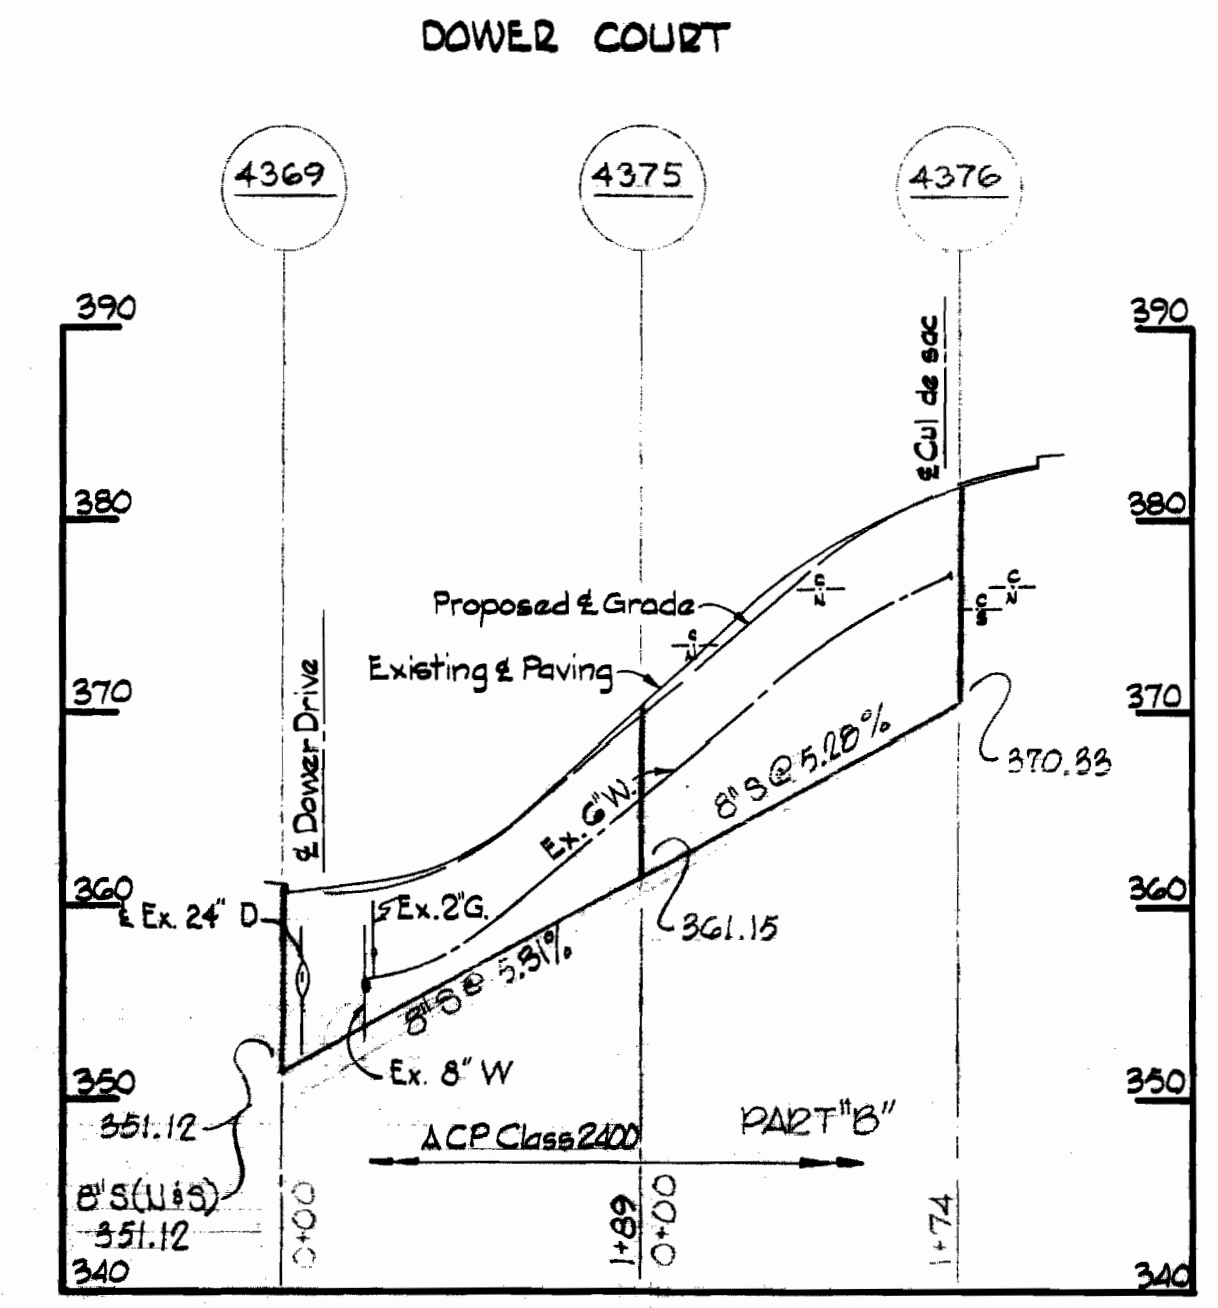 DOWER COURT
4369
4375
4376
390
390
℄ Cul de sac
380
380
Proposed ℄ Grade
C/N
C/N
C/S
C/N
Existing ℄ Paving
℄ Dower Drive
370
370
8" S @ 5.28%
370.33
Ex. 6" W.
360
360
℄ Ex. 24" D
Ex. 2" G.
361.15
8" S @ 5.31%
Ex. 8" W
350
350
351.12
ACP Class 2400
PART "B"
8" S (N & S)
351.12
0+00
1+89
0+00
1+74
340
340